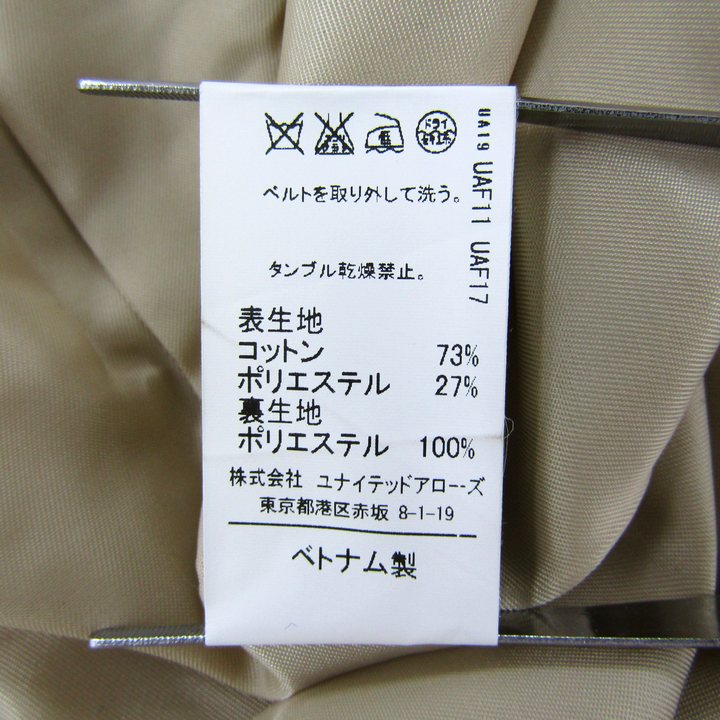 ドライ
ベルトを取り外して洗う。
タンブル乾燥禁止。
表生地
コットン 73%
ポリエステル 27%
裏生地
ポリエステル 100%
株式会社 ユナイテッドアローズ
東京都港区赤坂 8-1-19
ベトナム製
UA19 UAF11 UAF17